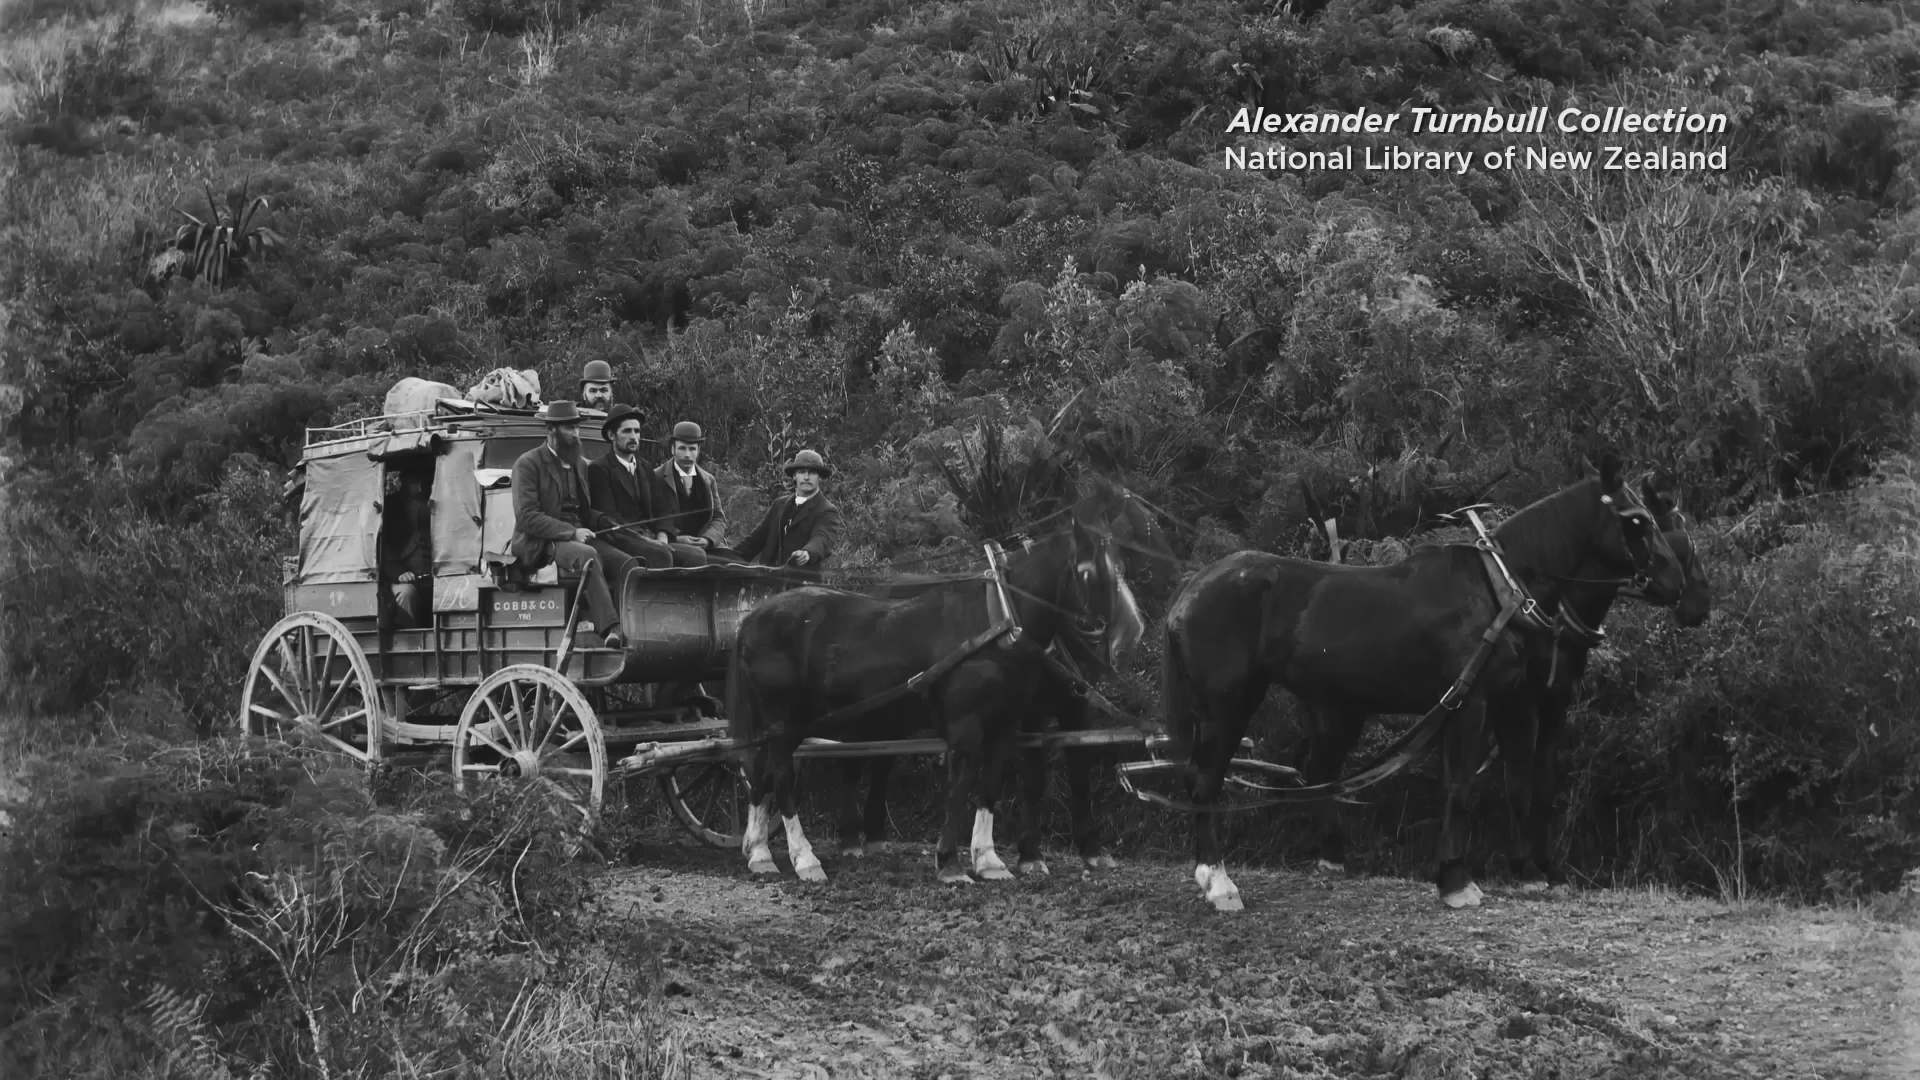 Alexander Turnbull Collection
National Library of New Zealand
COBB & CO.